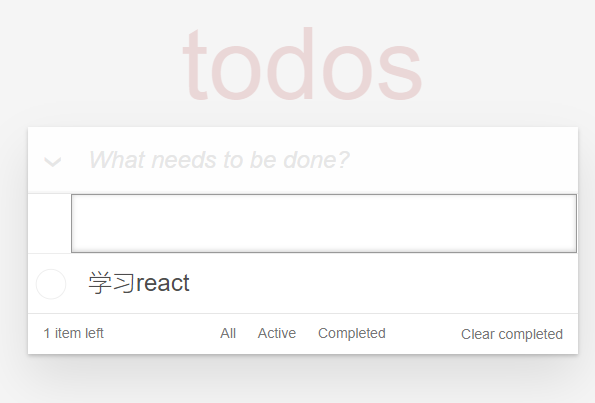 todos
What needs to be done?
学习react
1 item left All Active Completed Clear completed